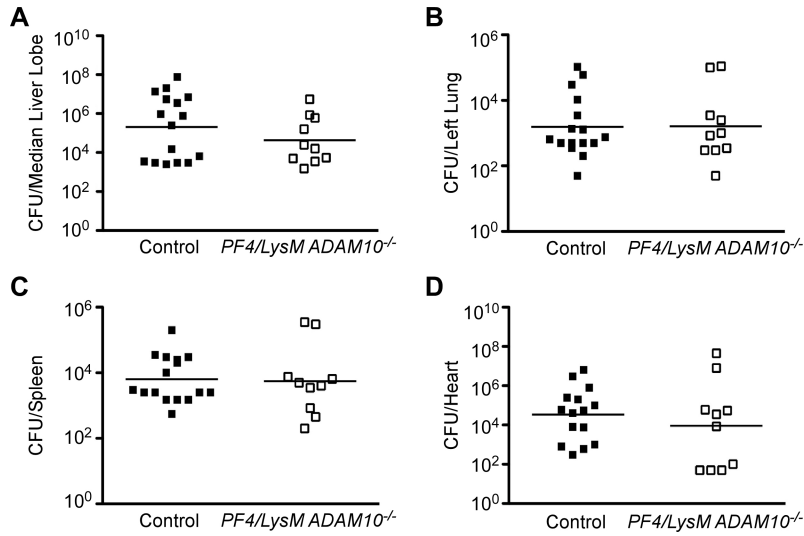 A
CFU/Median Liver Lobe
10^10
10^8
10^6
10^4
10^2
10^0
Control
PF4/LysM ADAM10^-/-
B
CFU/Left Lung
10^6
10^4
10^2
10^0
Control
PF4/LysM ADAM10^-/-
C
CFU/Spleen
10^6
10^4
10^2
10^0
Control
PF4/LysM ADAM10^-/-
D
CFU/Heart
10^10
10^8
10^6
10^4
10^2
10^0
Control
PF4/LysM ADAM10^-/-